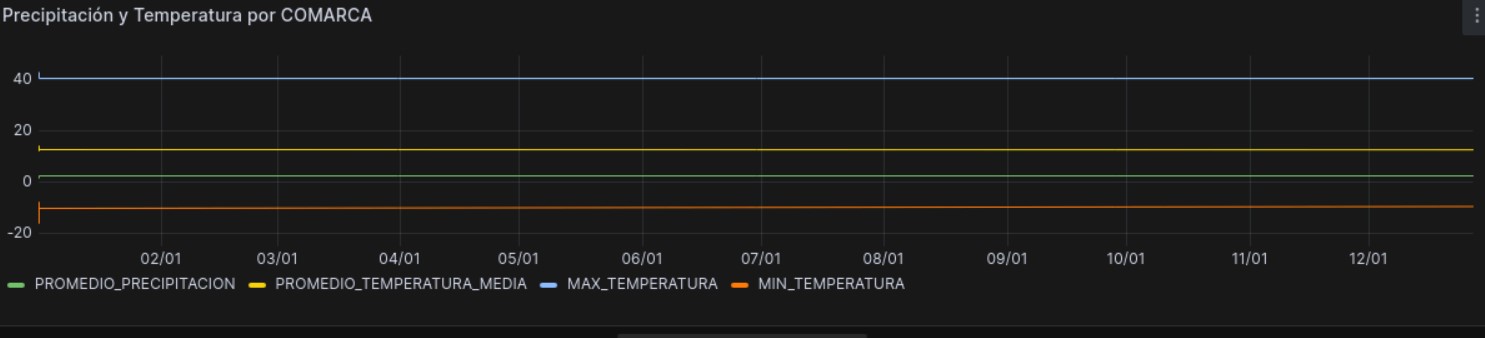 Precipitación y Temperatura por COMARCA
40
20
0
-20
02/01 03/01 04/01 05/01 06/01 07/01 08/01 09/01 10/01 11/01 12/01
PROMEDIO_PRECIPITACION PROMEDIO_TEMPERATURA_MEDIA MAX_TEMPERATURA MIN_TEMPERATURA